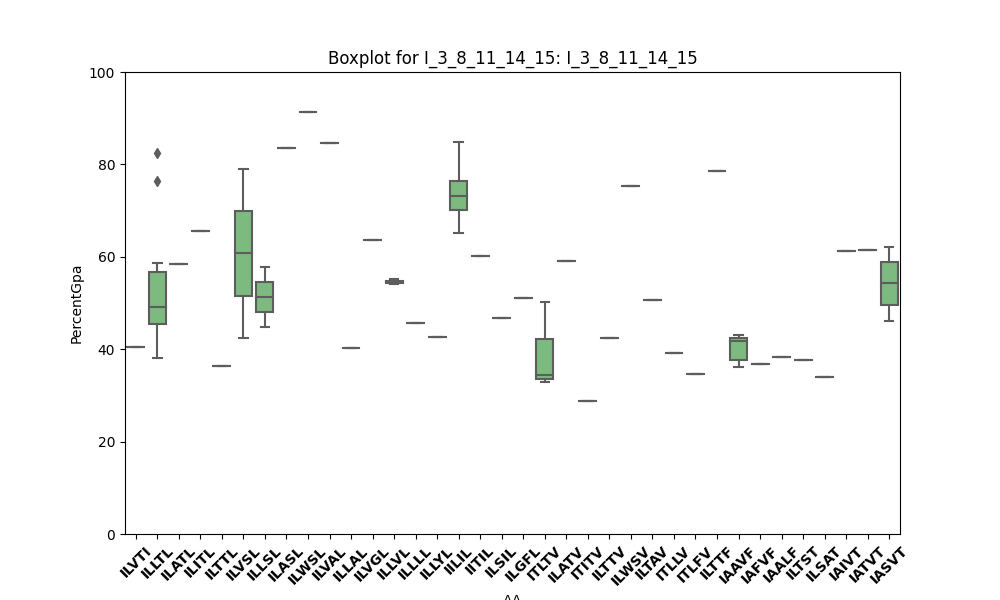 Boxplot for I_3_8_11_14_15: I_3_8_11_14_15
100
80
60
40
20
0
PercentGpa
ILVTI
ILLTL
ILATL
ILITL
ILTTL
ILVSL
ILLSL
ILASL
ILWSL
ILVAL
ILLAL
ILVGL
ILLVL
ILLLL
ILLYL
IILIL
IITIL
ILSIL
ILGFL
ITLTV
ILATV
ITITV
ILTTV
ILWSV
ILTAV
ITLLV
ITLFV
ILTTF
IAAVF
IAFVF
IAALF
ILTST
ILSAT
IAIVT
IATVT
IASVT
AA